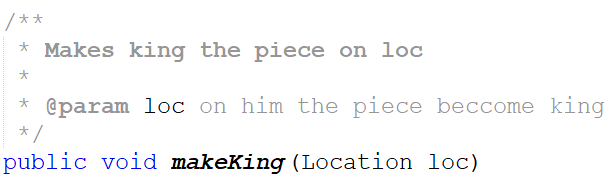 /**
* Makes king the piece on loc
*
* @param loc on him the piece beccome king
*/
public void makeKing(Location loc)